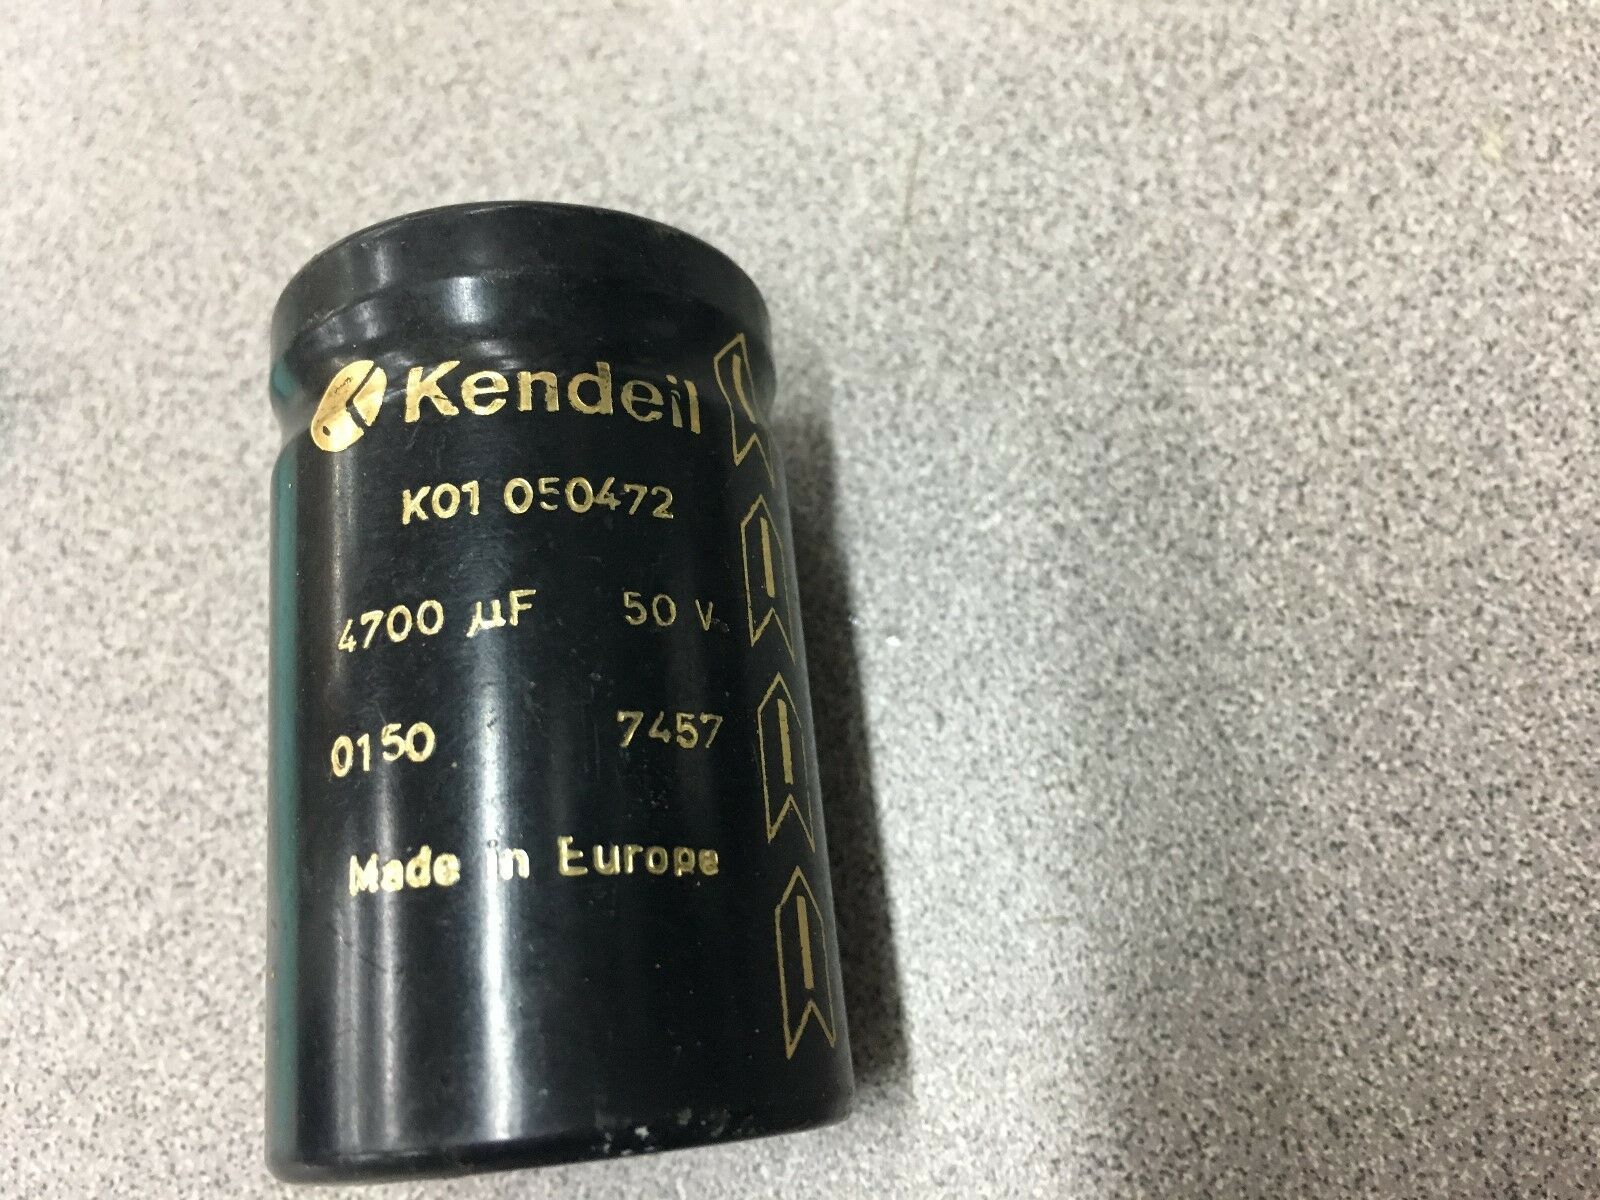 Kendeil
K01 050472
4700 µF 50 V.
0150 7457
Made in Europe